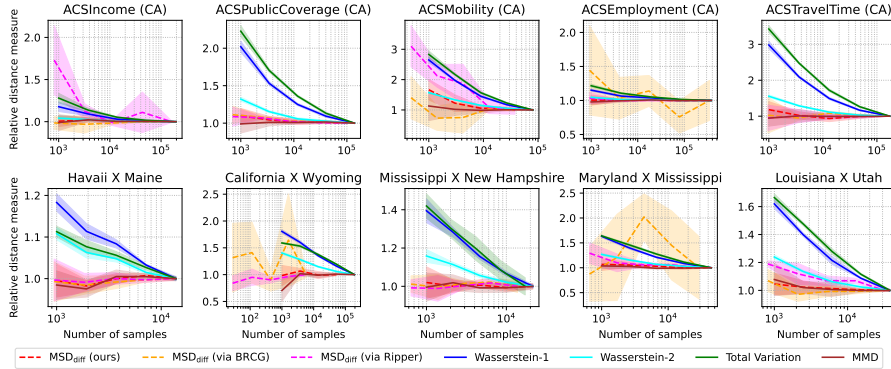 ACSIncome (CA)
ACSPublicCoverage (CA)
ACSMobility (CA)
ACSEmployment (CA)
ACSTravelTime (CA)
Relative distance measure
2.0
1.5
1.0
10³ 10⁴ 10⁵
2.0
1.5
1.0
10³ 10⁴ 10⁵
3
2
1
10³ 10⁴ 10⁵
2.0
1.5
1.0
0.5
10³ 10⁴ 10⁵
3
2
1
10³ 10⁴ 10⁵
Havaii X Maine
California X Wyoming
Mississippi X New Hampshire
Maryland X Mississippi
Louisiana X Utah
Relative distance measure
1.2
1.1
1.0
10³ 10⁴
Number of samples
2.5
2.0
1.5
1.0
0.5
10² 10³ 10⁴ 10⁵
Number of samples
1.4
1.2
1.0
10³ 10⁴
Number of samples
2.5
2.0
1.5
1.0
0.5
10³ 10⁴
Number of samples
1.6
1.4
1.2
1.0
10³ 10⁴
Number of samples
MSD_diff (ours) MSD_diff (via BRCG) MSD_diff (via Ripper) Wasserstein-1 Wasserstein-2 Total Variation MMD